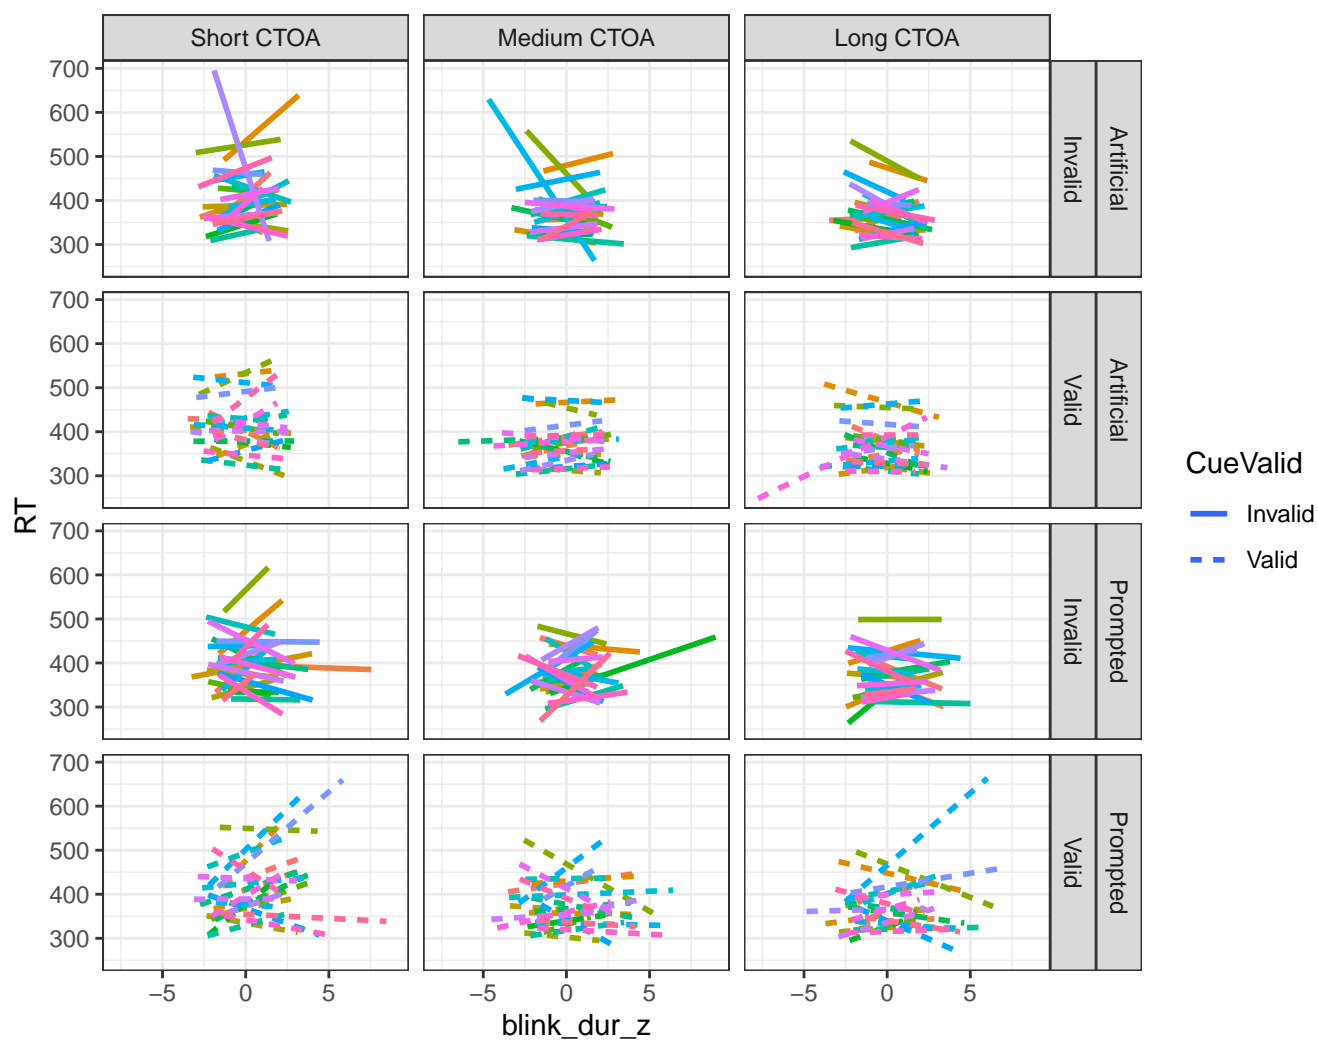 Short CTOA
Medium CTOA
Long CTOA
700
600
500
400
300
Invalid
Artificial
700
600
500
400
300
Valid
Artificial
RT
700
600
500
400
300
Invalid
Prompted
700
600
500
400
300
Valid
Prompted
−5 0 5
−5 0 5
−5 0 5
blink_dur_z
CueValid
Invalid
Valid